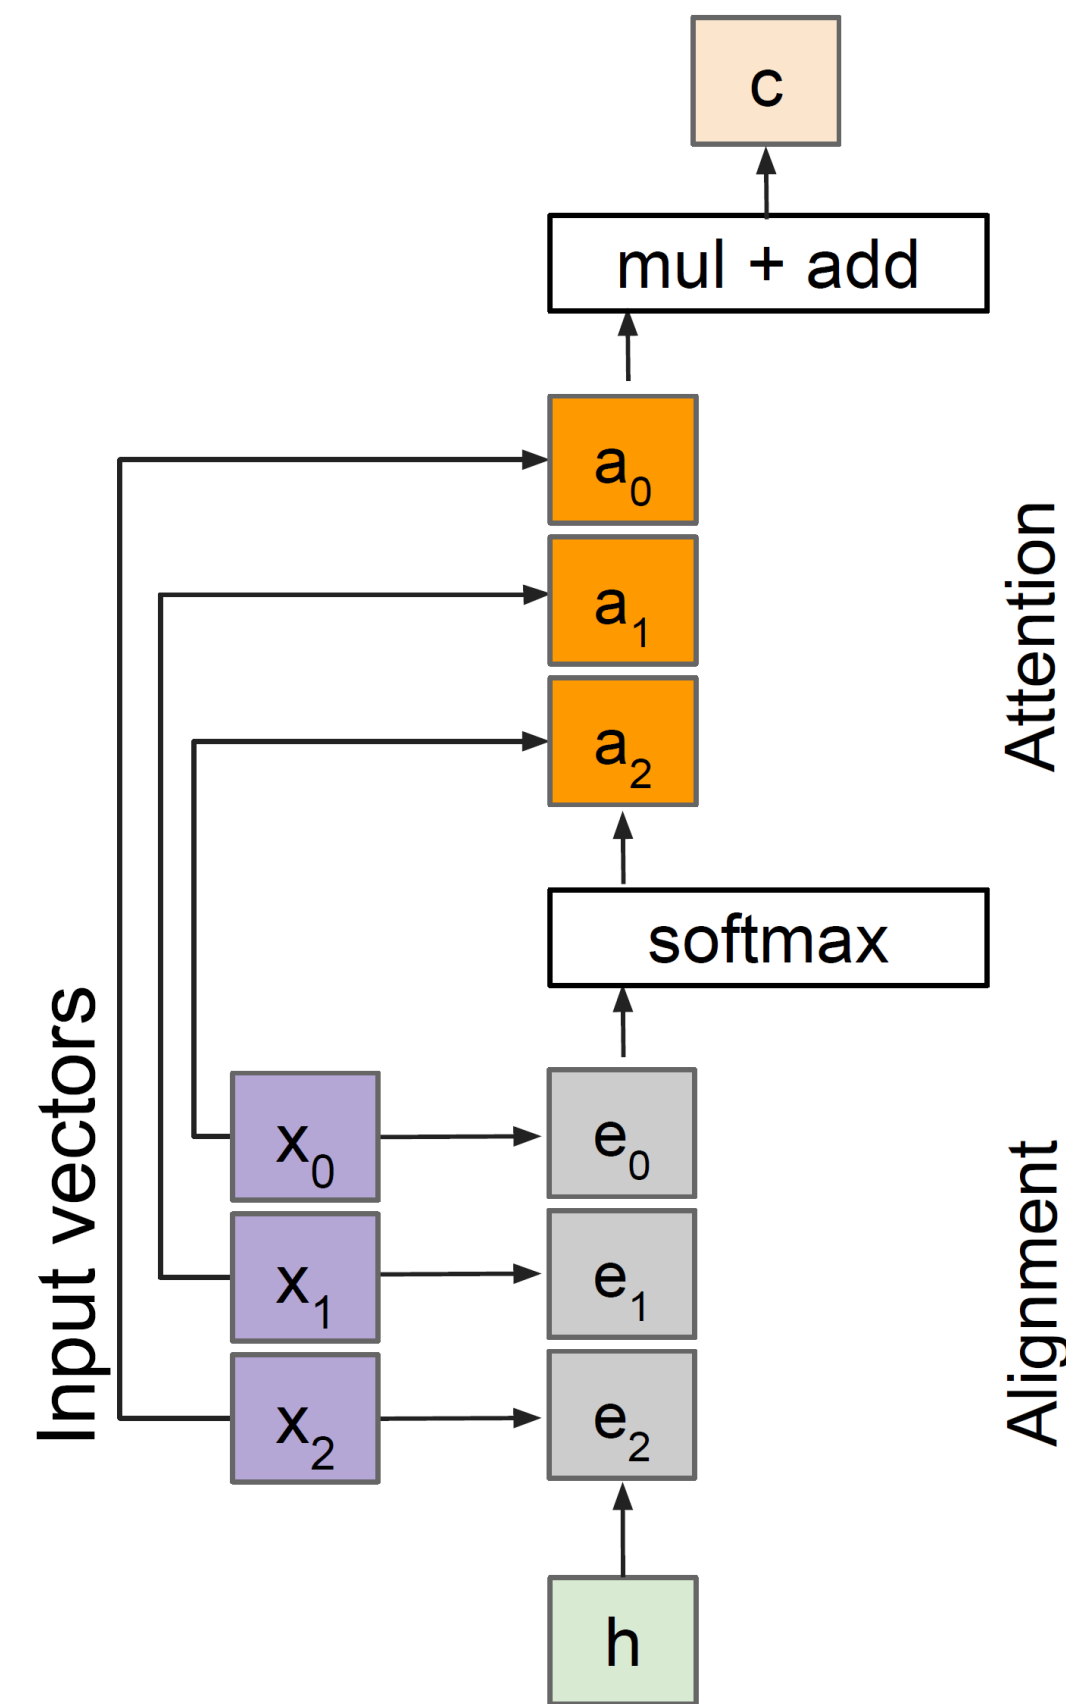 c
mul + add
a₀
a₁
a₂
Attention
softmax
Input vectors
x₀
e₀
x₁
e₁
x₂
e₂
Alignment
h